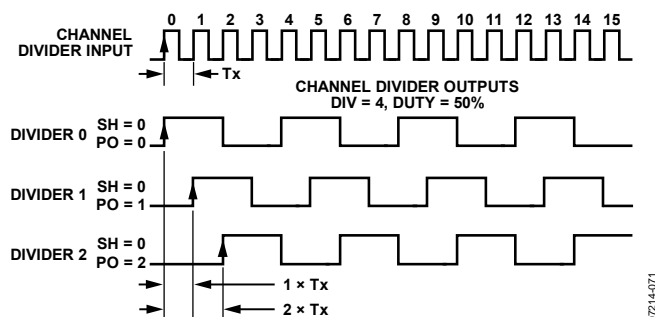 0 1 2 3 4 5 6 7 8 9 10 11 12 13 14 15
CHANNEL
DIVIDER INPUT
Tx
CHANNEL DIVIDER OUTPUTS
DIV = 4, DUTY = 50%
DIVIDER 0
SH = 0
PO = 0
DIVIDER 1
SH = 0
PO = 1
DIVIDER 2
SH = 0
PO = 2
1 × Tx
2 × Tx
07214-071